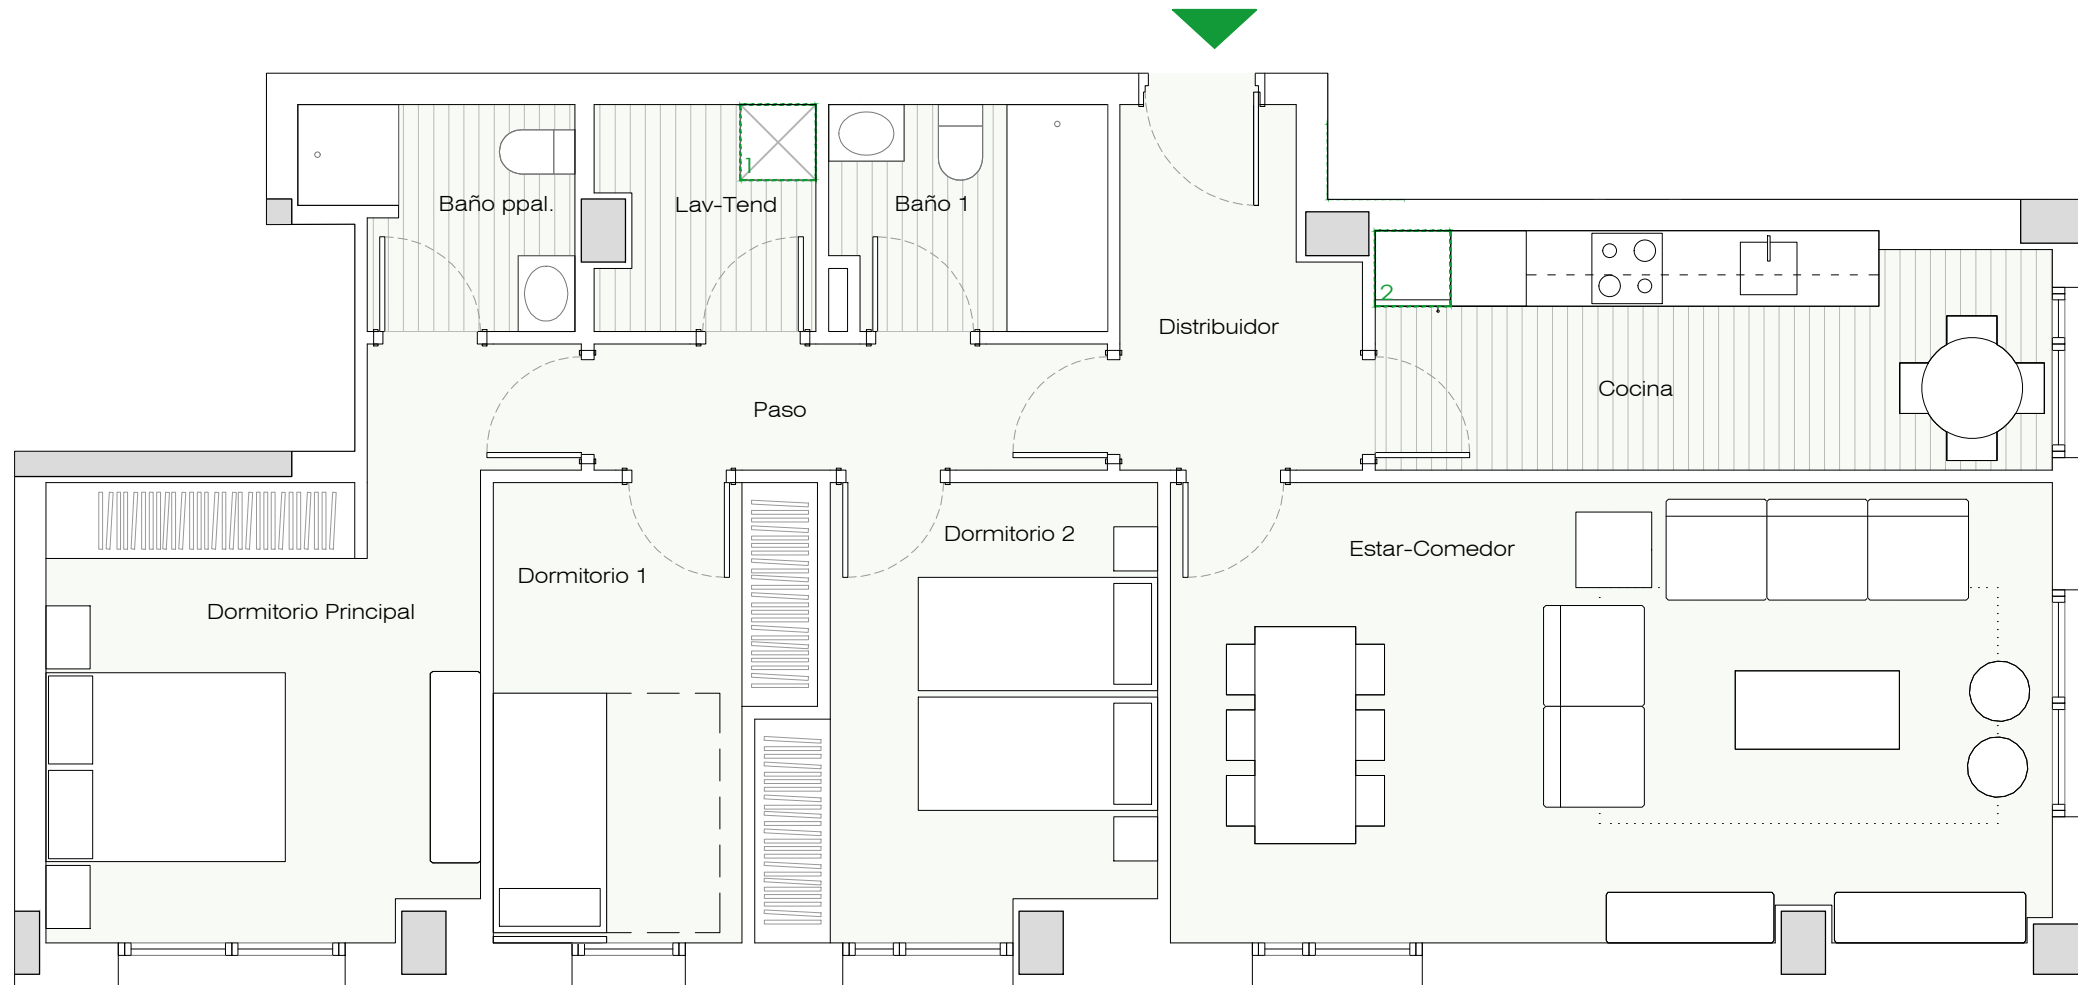 1
Baño ppal.
Lav-Tend
Baño 1
2
Distribuidor
Cocina
Paso
Dormitorio 2
Estar-Comedor
Dormitorio 1
Dormitorio Principal